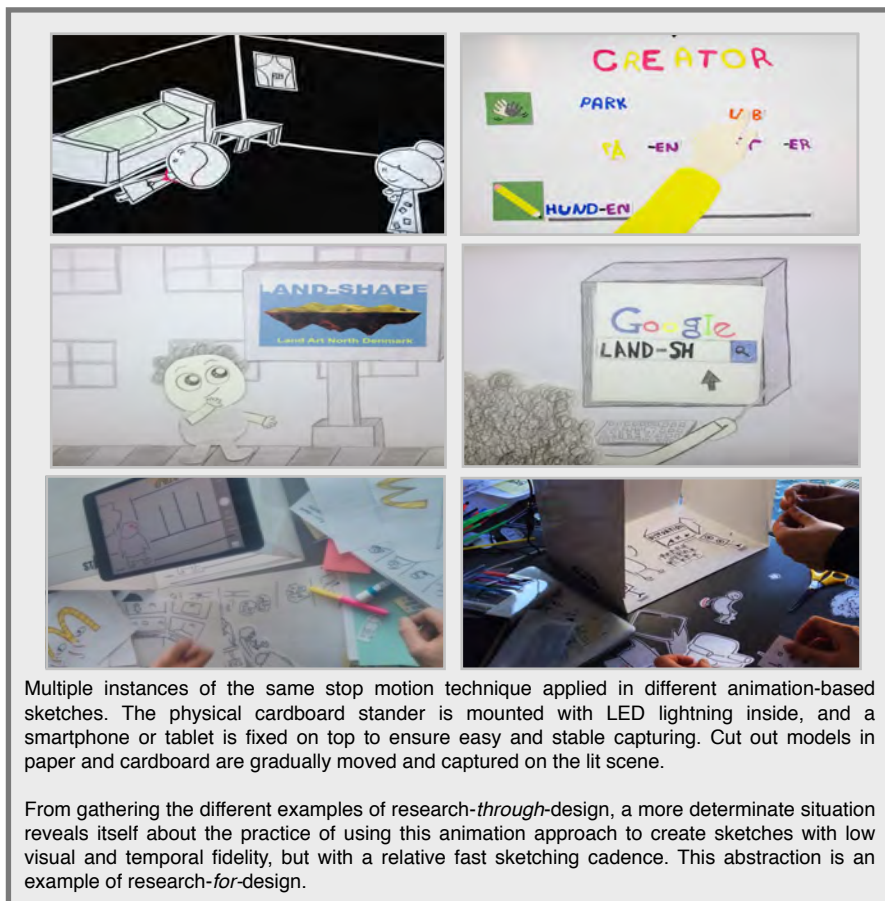 CREATOR
PARK
-EN
-ER
HUND-EN
LAND-SHAPE
Land Art North Denmark
Google
LAND-SH
Multiple instances of the same stop motion technique applied in different animation-based
sketches. The physical cardboard stander is mounted with LED lightning inside, and a
smartphone or tablet is fixed on top to ensure easy and stable capturing. Cut out models in
paper and cardboard are gradually moved and captured on the lit scene.
From gathering the different examples of research-through-design, a more determinate situation
reveals itself about the practice of using this animation approach to create sketches with low
visual and temporal fidelity, but with a relative fast sketching cadence. This abstraction is an
example of research-for-design.